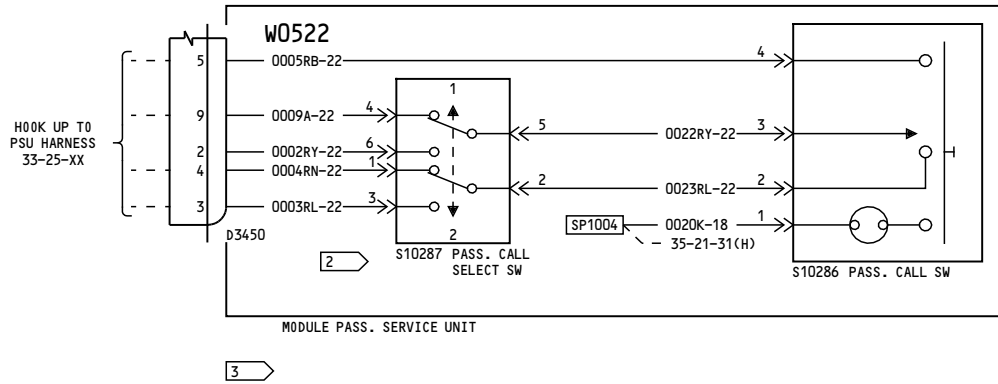 W0522
5 0005RB-22 4
1
9 0009A-22 4
HOOK UP TO
PSU HARNESS
33-25-XX
5 0022RY-22 3
2 0002RY-22 6
4 0004RN-22 1
2 0023RL-22 2
3 0003RL-22 3
SP1004 0020K-18 1
D3450
2
35-21-31(H)
2
S10287 PASS. CALL
SELECT SW
S10286 PASS. CALL SW
MODULE PASS. SERVICE UNIT
3